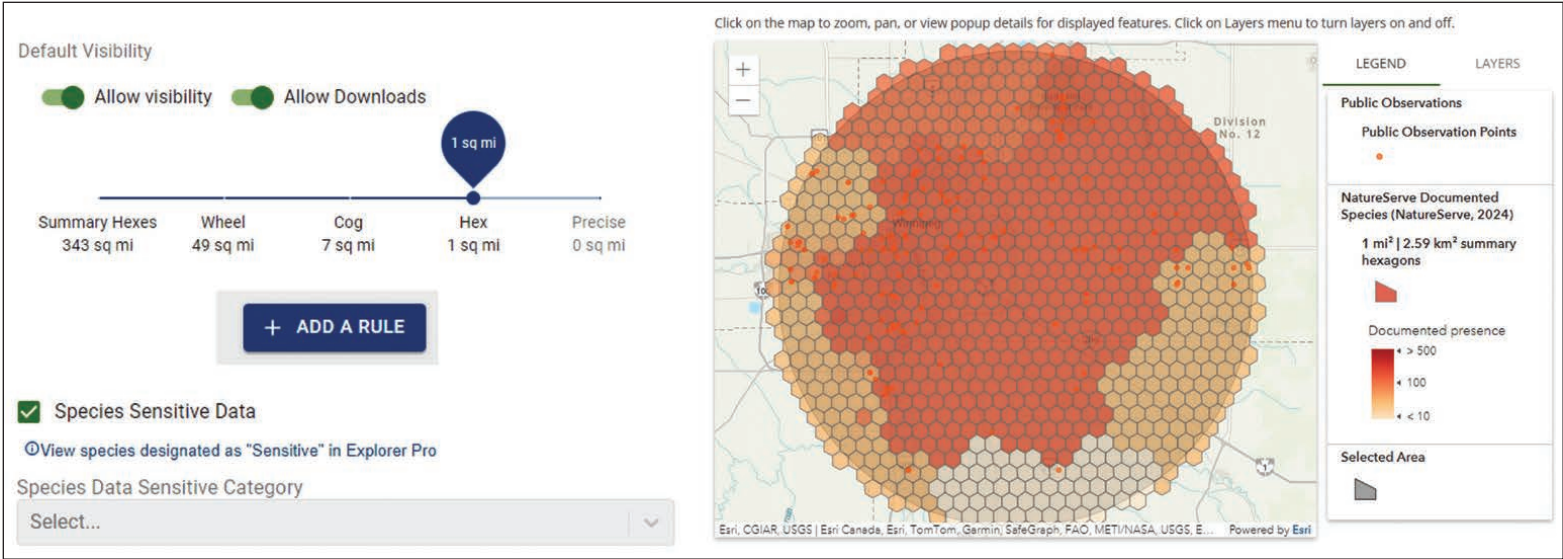 Default Visibility
Allow visibility
Allow Downloads
1 sq mi
Summary Hexes
343 sq mi
Wheel
49 sq mi
Cog
7 sq mi
Hex
1 sq mi
Precise
0 sq mi
+ ADD A RULE
Species Sensitive Data
View species designated as "Sensitive" in Explorer Pro
Species Data Sensitive Category
Select...
Click on the map to zoom, pan, or view popup details for displayed features. Click on Layers menu to turn layers on and off.
+
−
Division
No. 12
Winnipeg
10
1
Esri, CGIAR, USGS | Esri Canada, Esri, TomTom, Garmin, SafeGraph, FAO, METI/NASA, USGS, E...
Powered by Esri
LEGEND
LAYERS
Public Observations
Public Observation Points
NatureServe Documented
Species (NatureServe, 2024)
1 mi² | 2.59 km² summary
hexagons
Documented presence
> 500
100
< 10
Selected Area